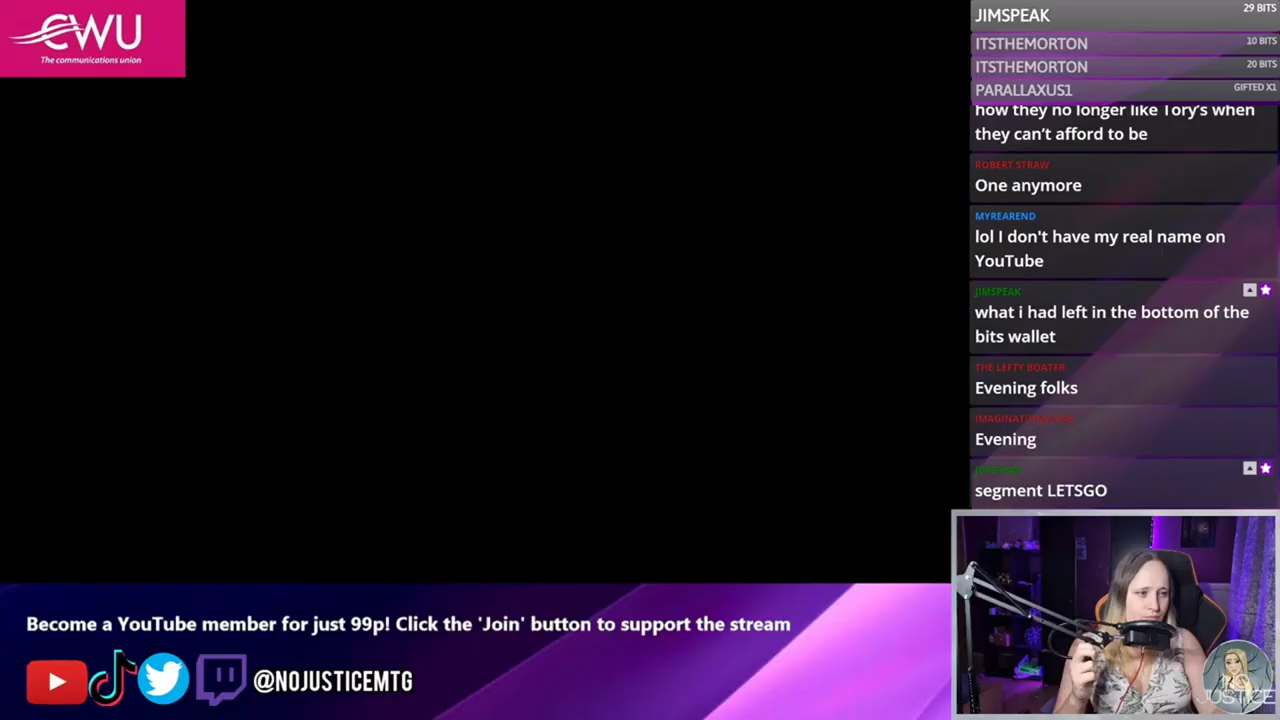 CWU
The communications union
JIMSPEAK 29 BITS
ITSTHEMORTON 10 BITS
ITSTHEMORTON 20 BITS
PARALLAXUS1 GIFTED X1
how they no longer like Tory's when
they can't afford to be
ROBERT STRAW
One anymore
MYREAREND
lol I don't have my real name on
YouTube
JIMSPEAK
what i had left in the bottom of the
bits wallet
THE LEFTY BOATER
Evening folks
Evening
JIMSPEAK
segment LETSGO
Become a YouTube member for just 99p! Click the 'Join' button to support the stream
@NOJUSTICEMTG
JUSTICE